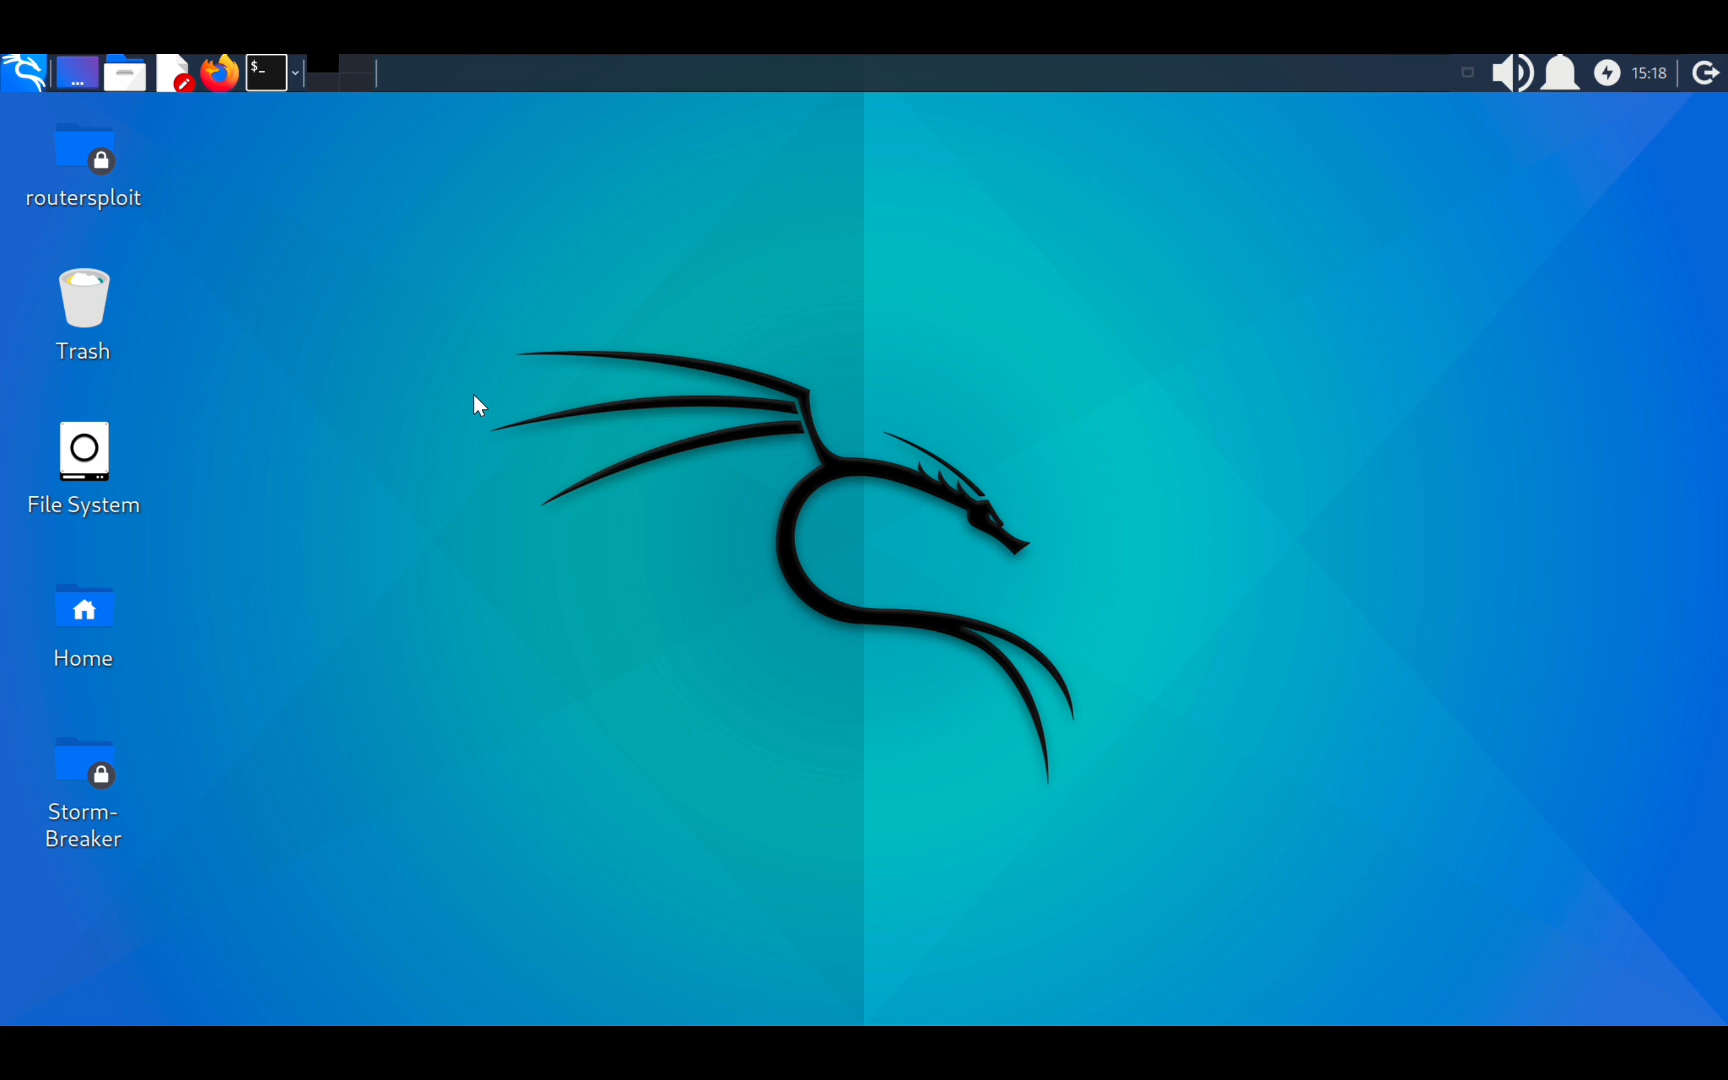 $_
15:18
routersploit
Trash
File System
Home
Storm-
Breaker